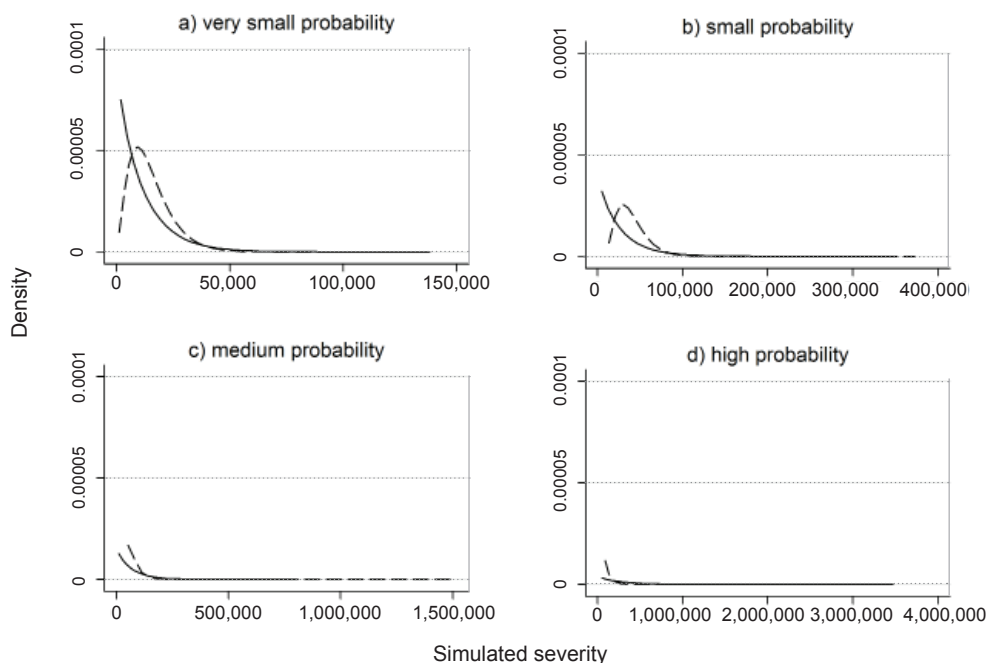 a) very small probability
0.0001
0.00005
0
0 50,000 100,000 150,000
b) small probability
0.0001
0.00005
0
0 100,000 200,000 300,000 400,000
Density
c) medium probability
0.0001
0.00005
0
0 500,000 1,000,000 1,500,000
d) high probability
0.0001
0.00005
0
0 1,000,000 2,000,000 3,000,000 4,000,000
Simulated severity